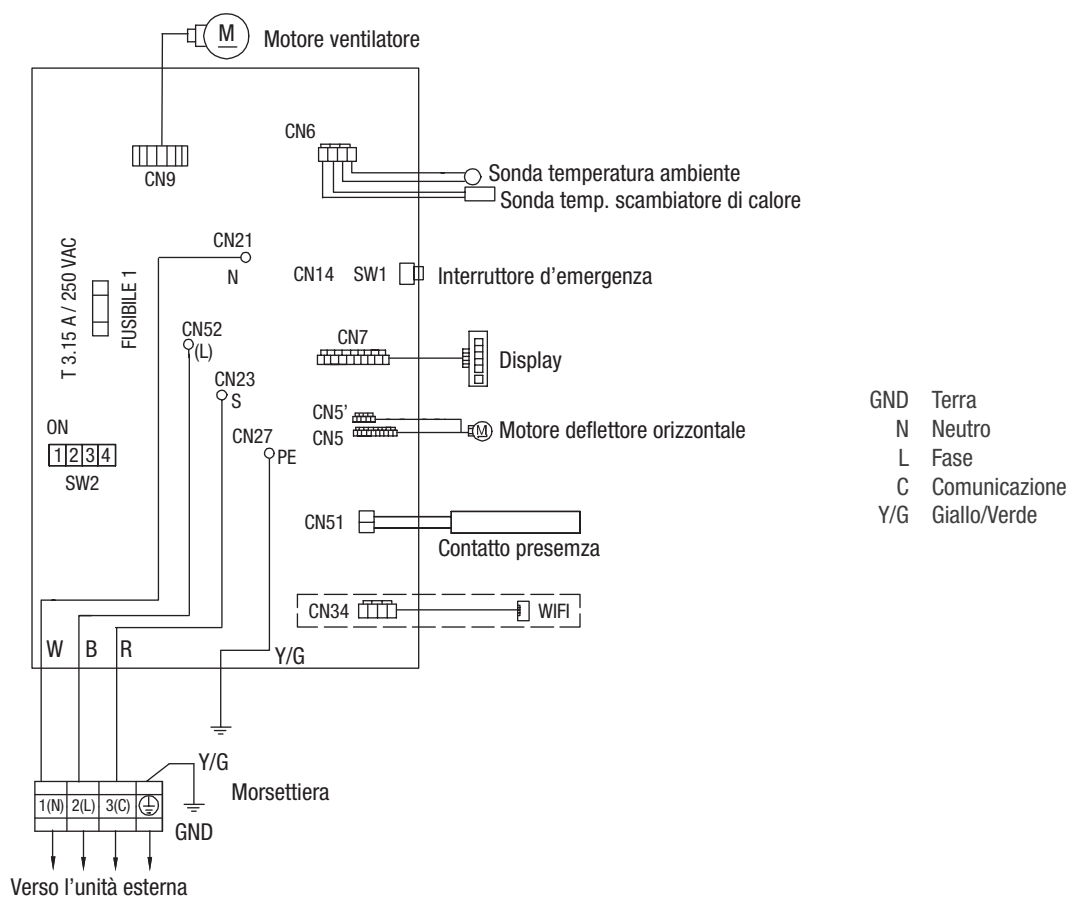 M
Motore ventilatore
CN9
CN6
Sonda temperatura ambiente
Sonda temp. scambiatore di calore
T 3.15 A / 250 VAC
FUSIBILE 1
CN21
N
CN14 SW1 Interruttore d'emergenza
CN52
(L)
CN7
Display
CN23
S
CN5'
CN5
M Motore deflettore orizzontale
CN27
PE
ON
1 2 3 4
SW2
CN51
Contatto presemza
CN34 WIFI
W B R
Y/G
Y/G
Morsettiera
1(N) 2(L) 3(C)
GND
Verso l'unità esterna
GND Terra
N Neutro
L Fase
C Comunicazione
Y/G Giallo/Verde